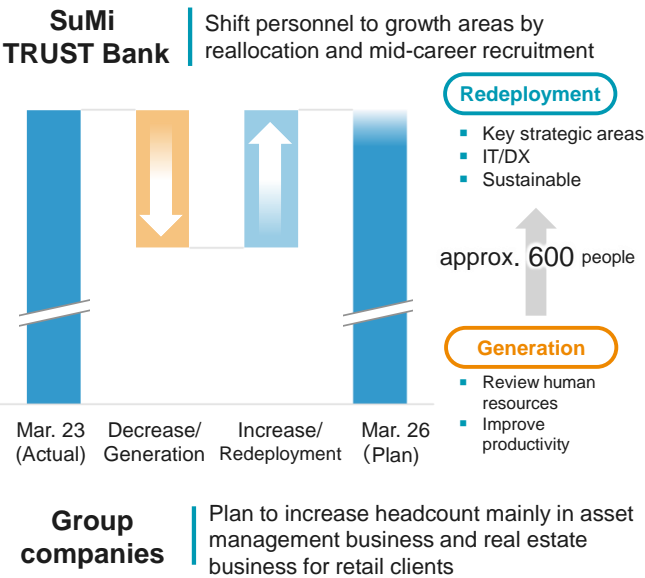 SuMi
TRUST Bank
Shift personnel to growth areas by
reallocation and mid-career recruitment
Redeployment
▪ Key strategic areas
▪ IT/DX
▪ Sustainable
approx. 600 people
Generation
▪ Review human
resources
▪ Improve
productivity
Mar. 23
(Actual)
Decrease/
Generation
Increase/
Redeployment
Mar. 26
(Plan)
Group
companies
Plan to increase headcount mainly in asset
management business and real estate
business for retail clients